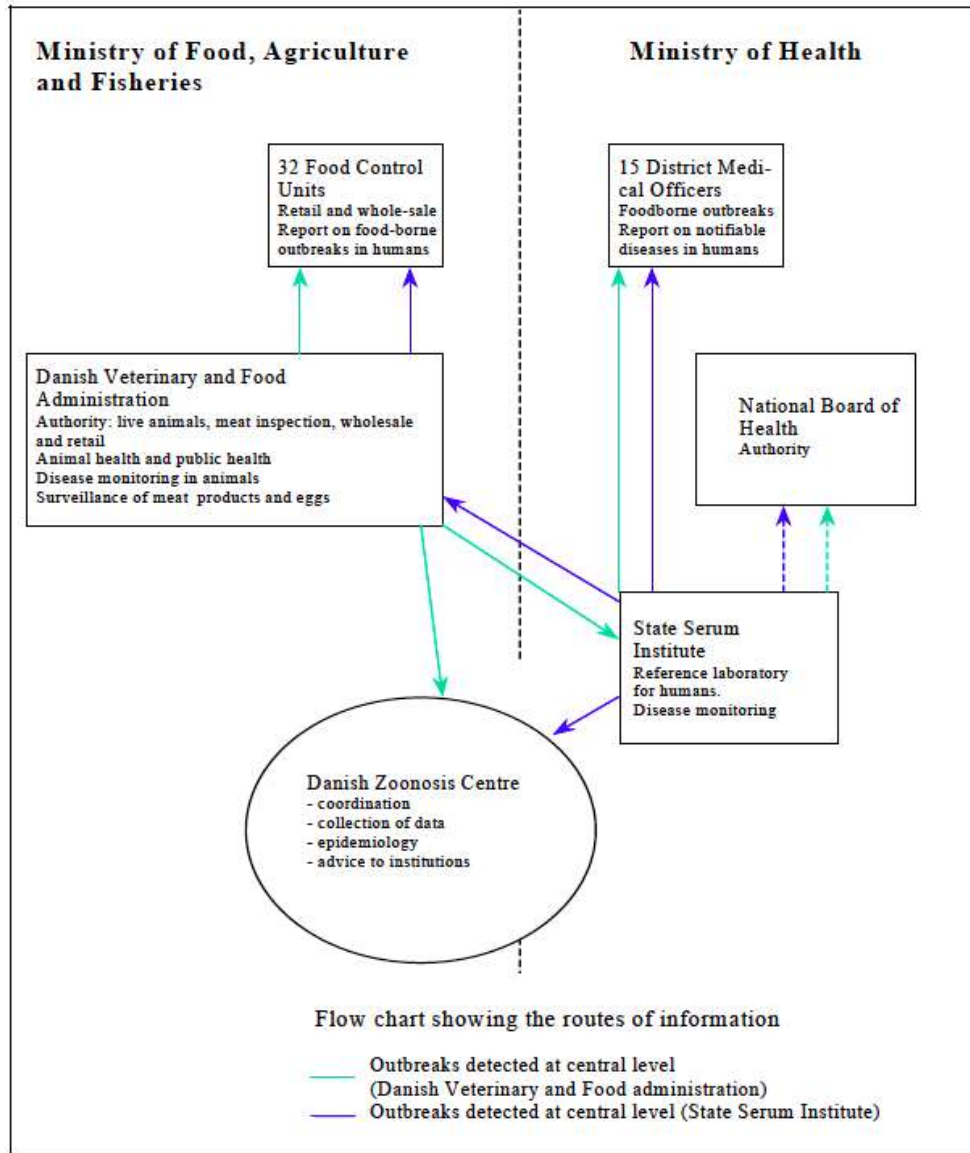 Ministry of Food, Agriculture
and Fisheries
Ministry of Health
32 Food Control
Units
Retail and whole-sale
Report on food-borne
outbreaks in humans
15 District Medi-
cal Officers
Foodborne outbreaks
Report on notifiable
diseases in humans
Danish Veterinary and Food
Administration
Authority: live animals, meat inspection, wholesale
and retail
Animal health and public health
Disease monitoring in animals
Surveillance of meat products and eggs
National Board of
Health
Authority
State Serum
Institute
Reference laboratory
for humans.
Disease monitoring
Danish Zoonosis Centre
- coordination
- collection of data
- epidemiology
- advice to institutions
Flow chart showing the routes of information
Outbreaks detected at central level
(Danish Veterinary and Food administration)
Outbreaks detected at central level (State Serum Institute)